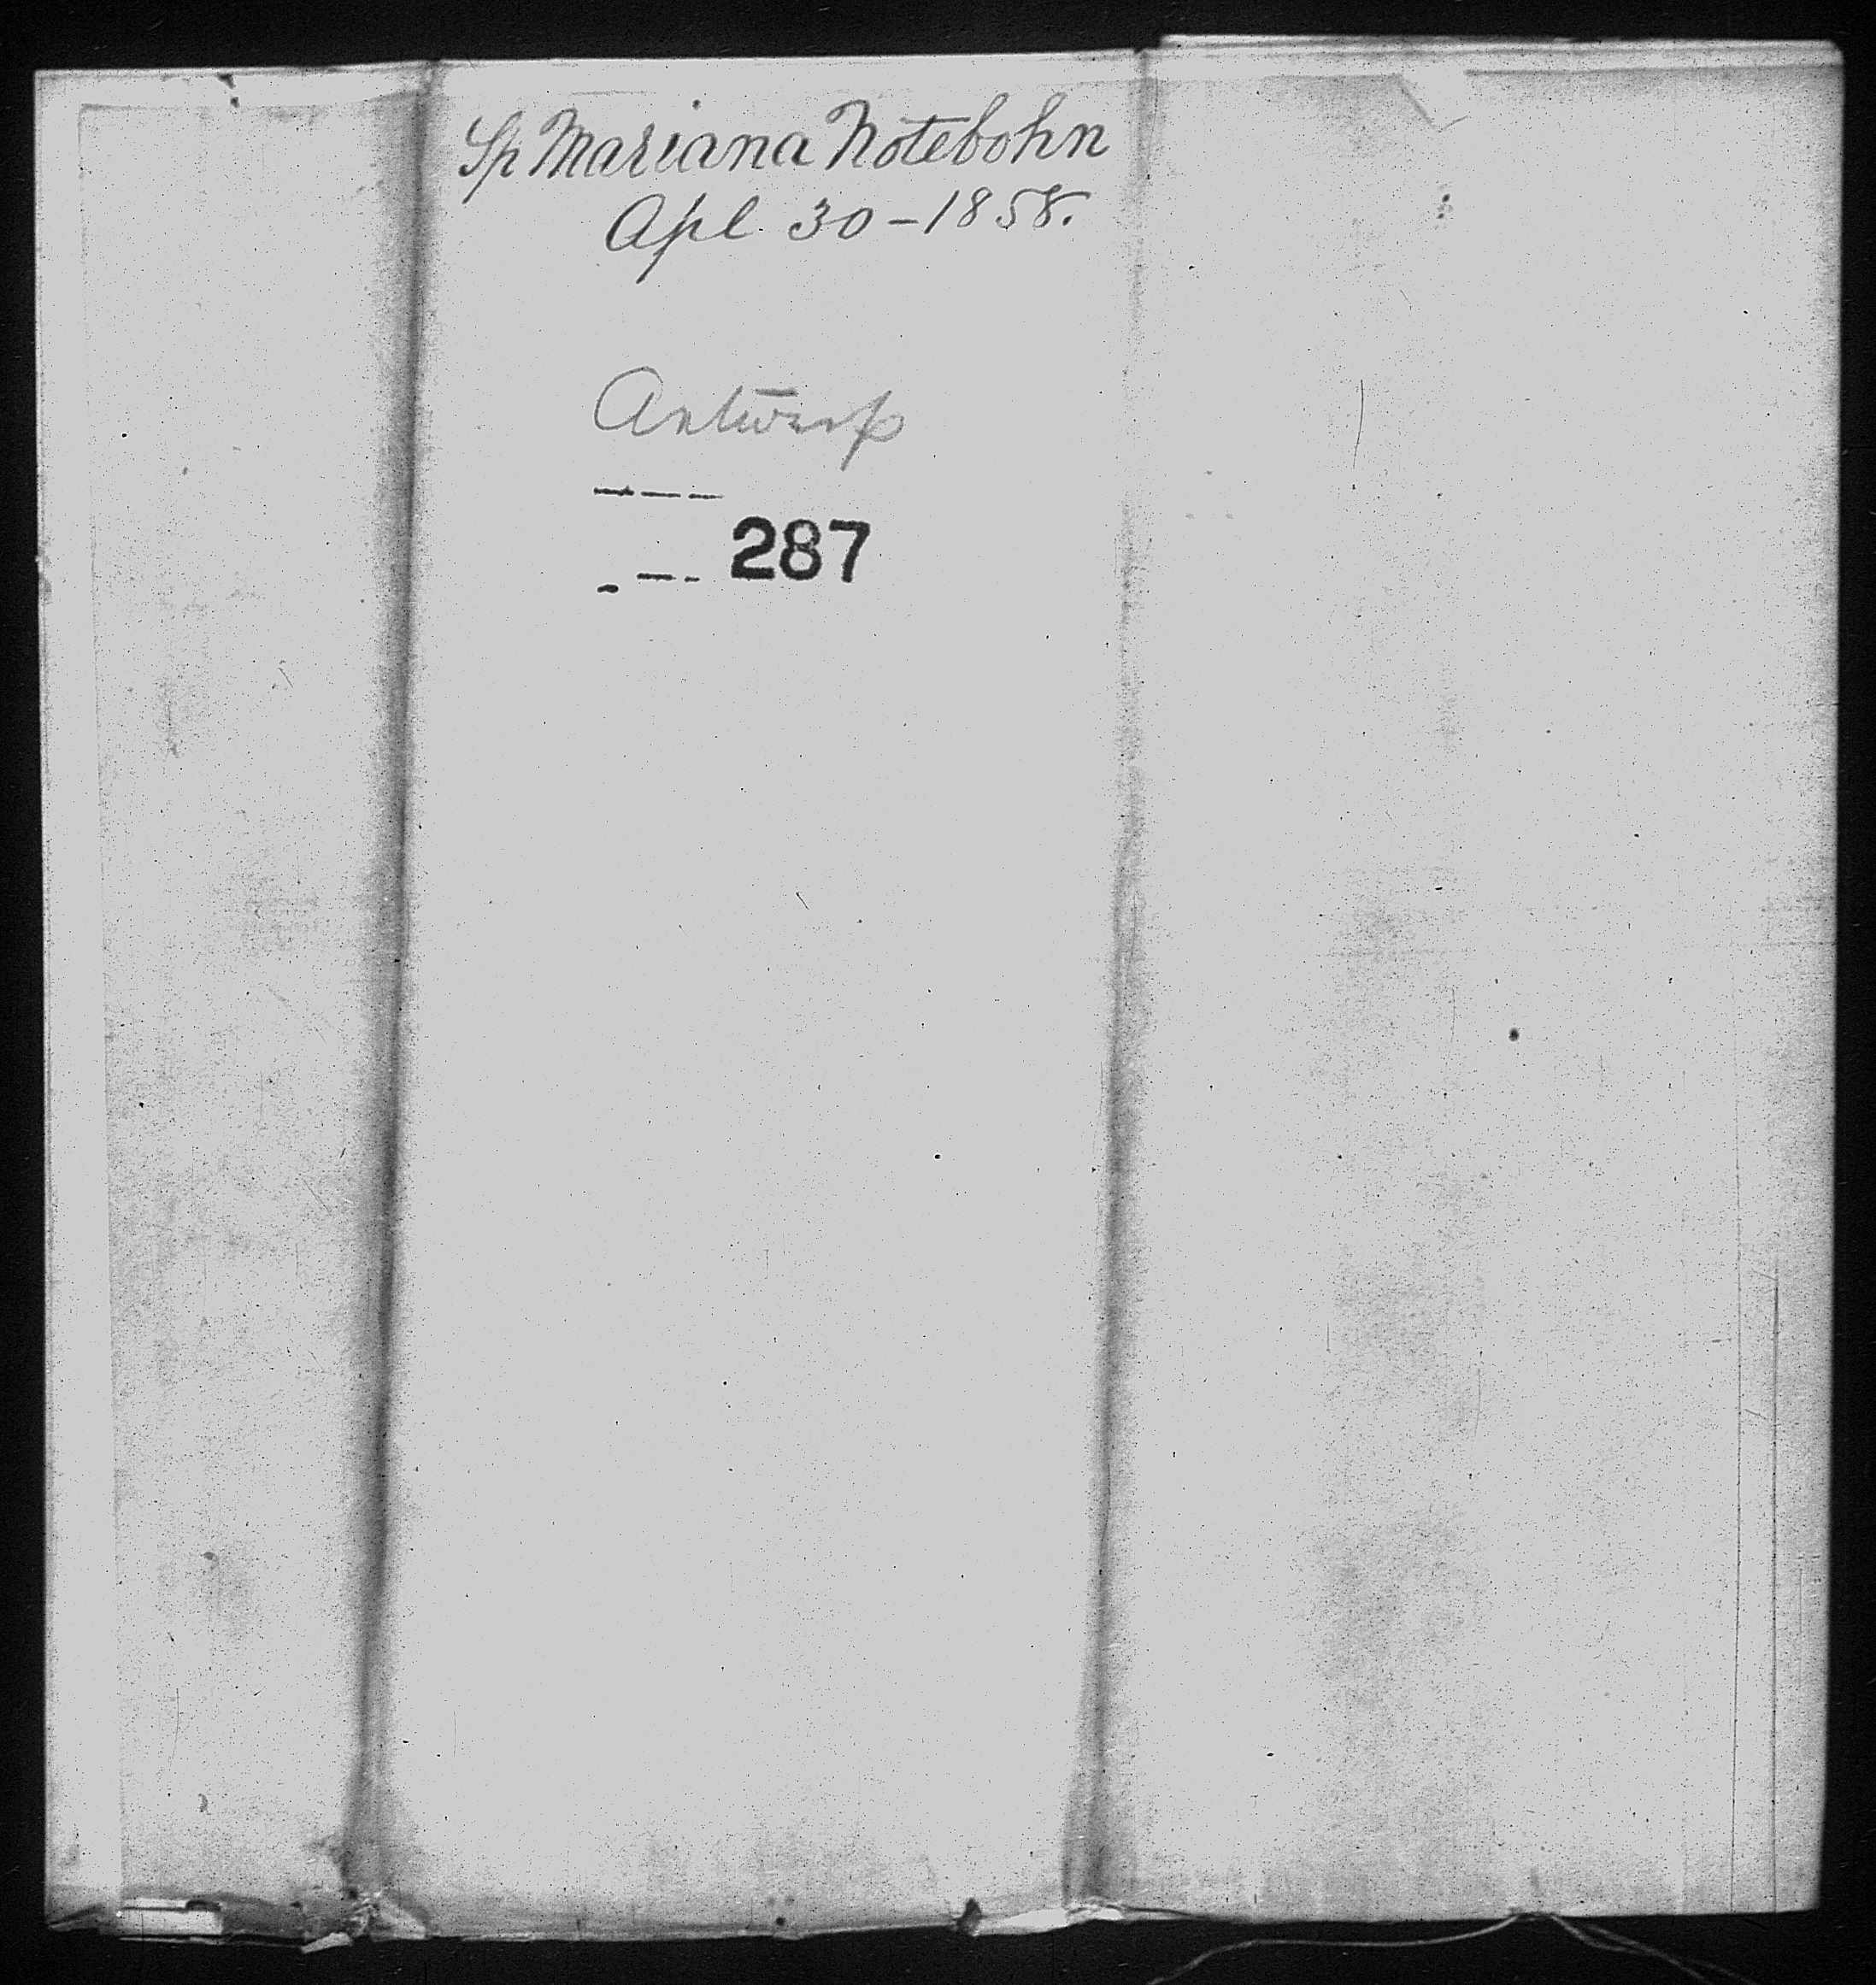 Sp Mariana Notebohn
Apl. 30-1858.
Antwerp
287